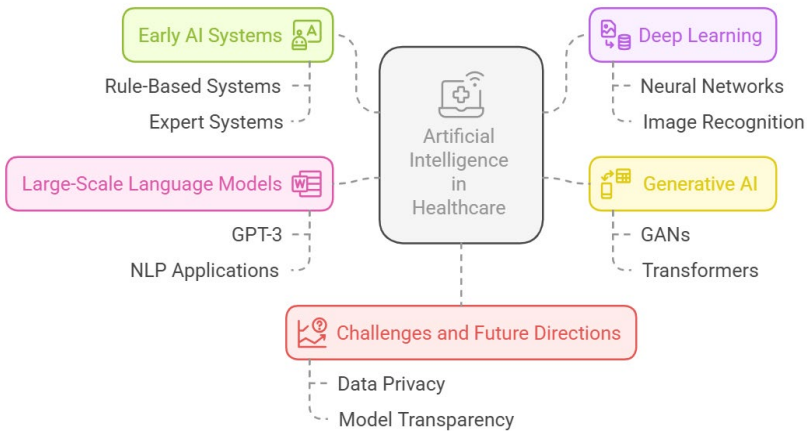 Early AI Systems
Rule-Based Systems
Expert Systems
Large-Scale Language Models
GPT-3
NLP Applications
Artificial
Intelligence
in
Healthcare
Deep Learning
Neural Networks
Image Recognition
Generative AI
GANs
Transformers
Challenges and Future Directions
Data Privacy
Model Transparency